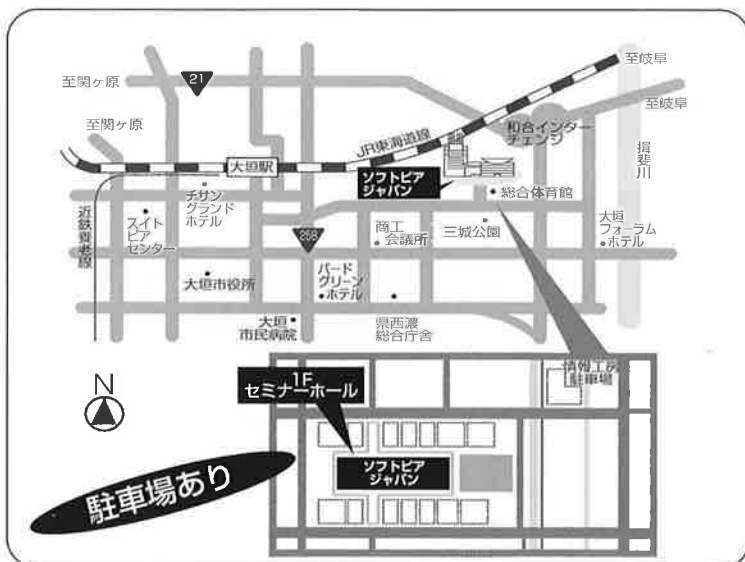 至関ヶ原
21
至岐阜
至関ヶ原
JR東海道線
和合インター
チェンジ
至岐阜
大垣駅
ソフトピア
ジャパン
揖斐川
総合体育館
近鉄養老線
チサン
グランド
ホテル
スイト
ピア
センター
258
商工
会議所
三城公園
大垣
フォーラム
ホテル
大垣市役所
バード
グリーン
ホテル
大垣
市民病院
県西濃
総合庁舎
N
1F
セミナーホール
情報工房
駐車場
ソフトピア
ジャパン
駐車場あり